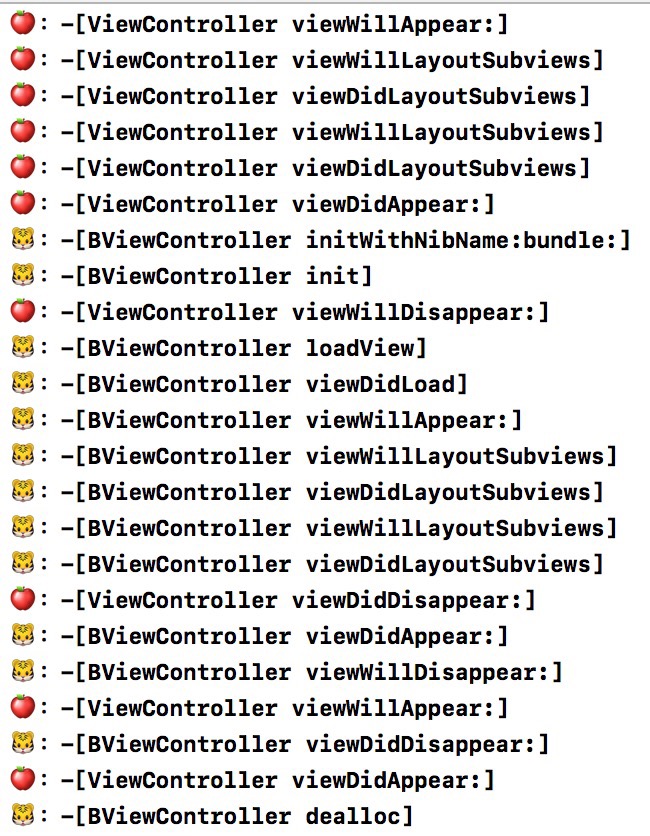 🍎: -[ViewController viewWillAppear:]
🍎: -[ViewController viewWillLayoutSubviews]
🍎: -[ViewController viewDidLayoutSubviews]
🍎: -[ViewController viewWillLayoutSubviews]
🍎: -[ViewController viewDidLayoutSubviews]
🍎: -[ViewController viewDidAppear:]
🐯: -[BViewController initWithNibName:bundle:]
🐯: -[BViewController init]
🍎: -[ViewController viewWillDisappear:]
🐯: -[BViewController loadView]
🐯: -[BViewController viewDidLoad]
🐯: -[BViewController viewWillAppear:]
🐯: -[BViewController viewWillLayoutSubviews]
🐯: -[BViewController viewDidLayoutSubviews]
🐯: -[BViewController viewWillLayoutSubviews]
🐯: -[BViewController viewDidLayoutSubviews]
🍎: -[ViewController viewDidDisappear:]
🐯: -[BViewController viewDidAppear:]
🐯: -[BViewController viewWillDisappear:]
🍎: -[ViewController viewWillAppear:]
🐯: -[BViewController viewDidDisappear:]
🍎: -[ViewController viewDidAppear:]
🐯: -[BViewController dealloc]